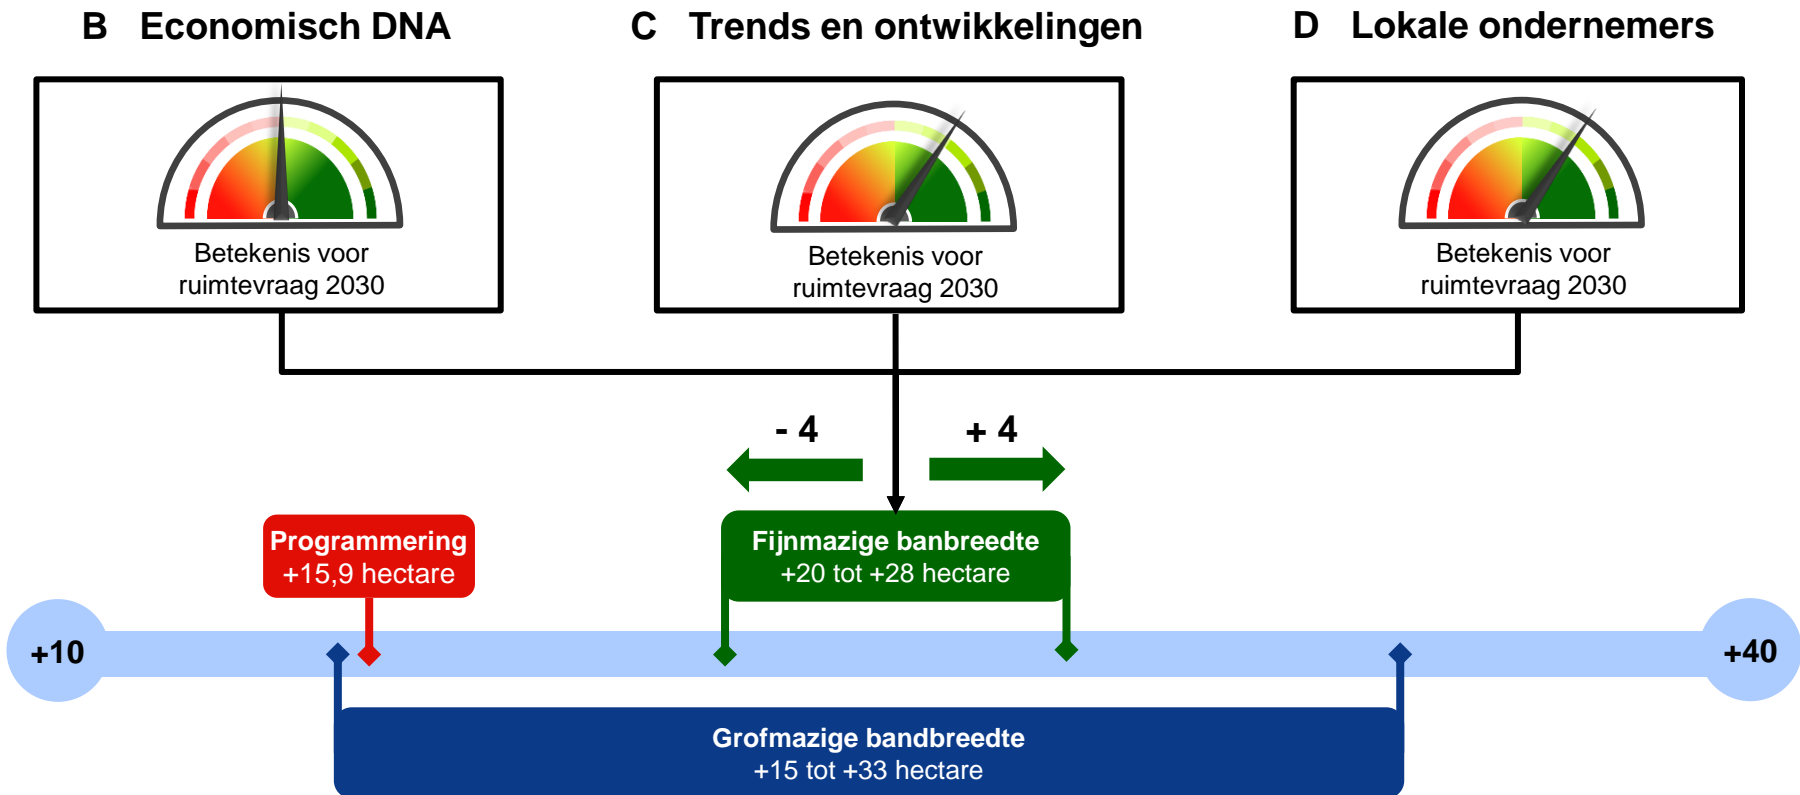 B Economisch DNA
C Trends en ontwikkelingen
D Lokale ondernemers
Betekenis voor
ruimtevraag 2030
Betekenis voor
ruimtevraag 2030
Betekenis voor
ruimtevraag 2030
- 4
+ 4
Programmering
+15,9 hectare
Fijnmazige banbreedte
+20 tot +28 hectare
+10
+40
Grofmazige bandbreedte
+15 tot +33 hectare